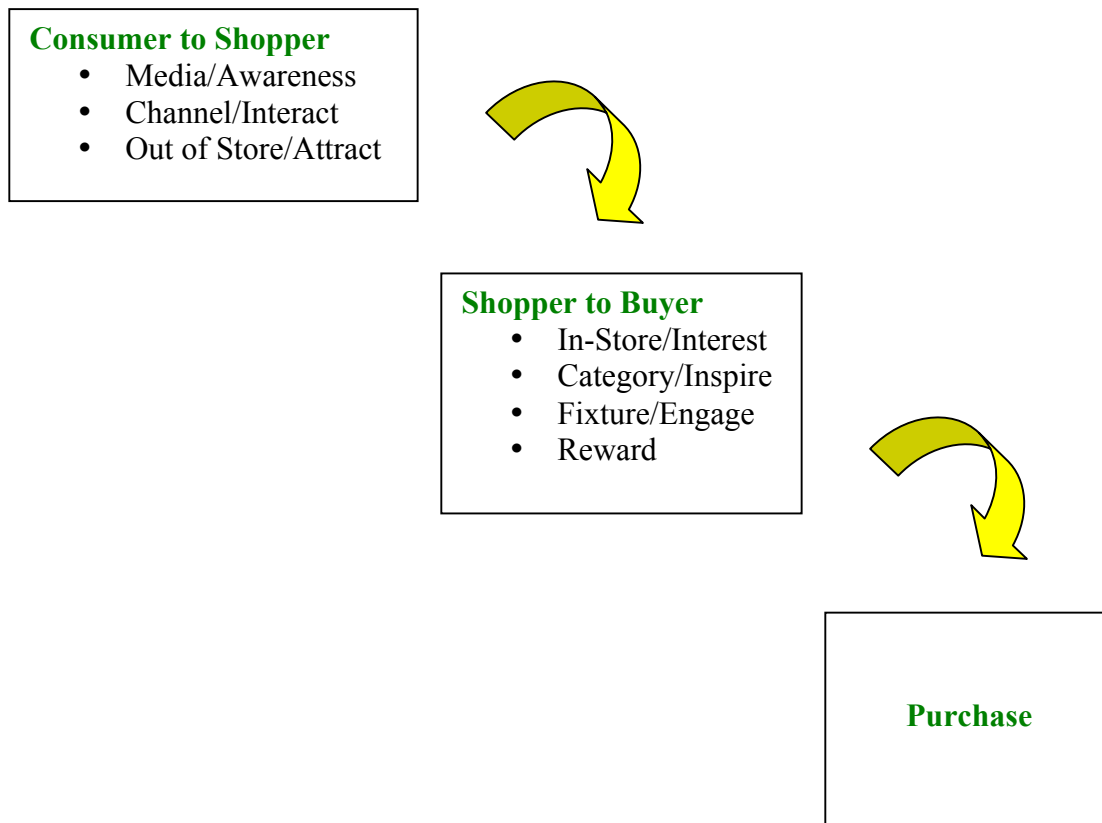 Consumer to Shopper
• Media/Awareness
• Channel/Interact
• Out of Store/Attract
Shopper to Buyer
• In-Store/Interest
• Category/Inspire
• Fixture/Engage
• Reward
Purchase